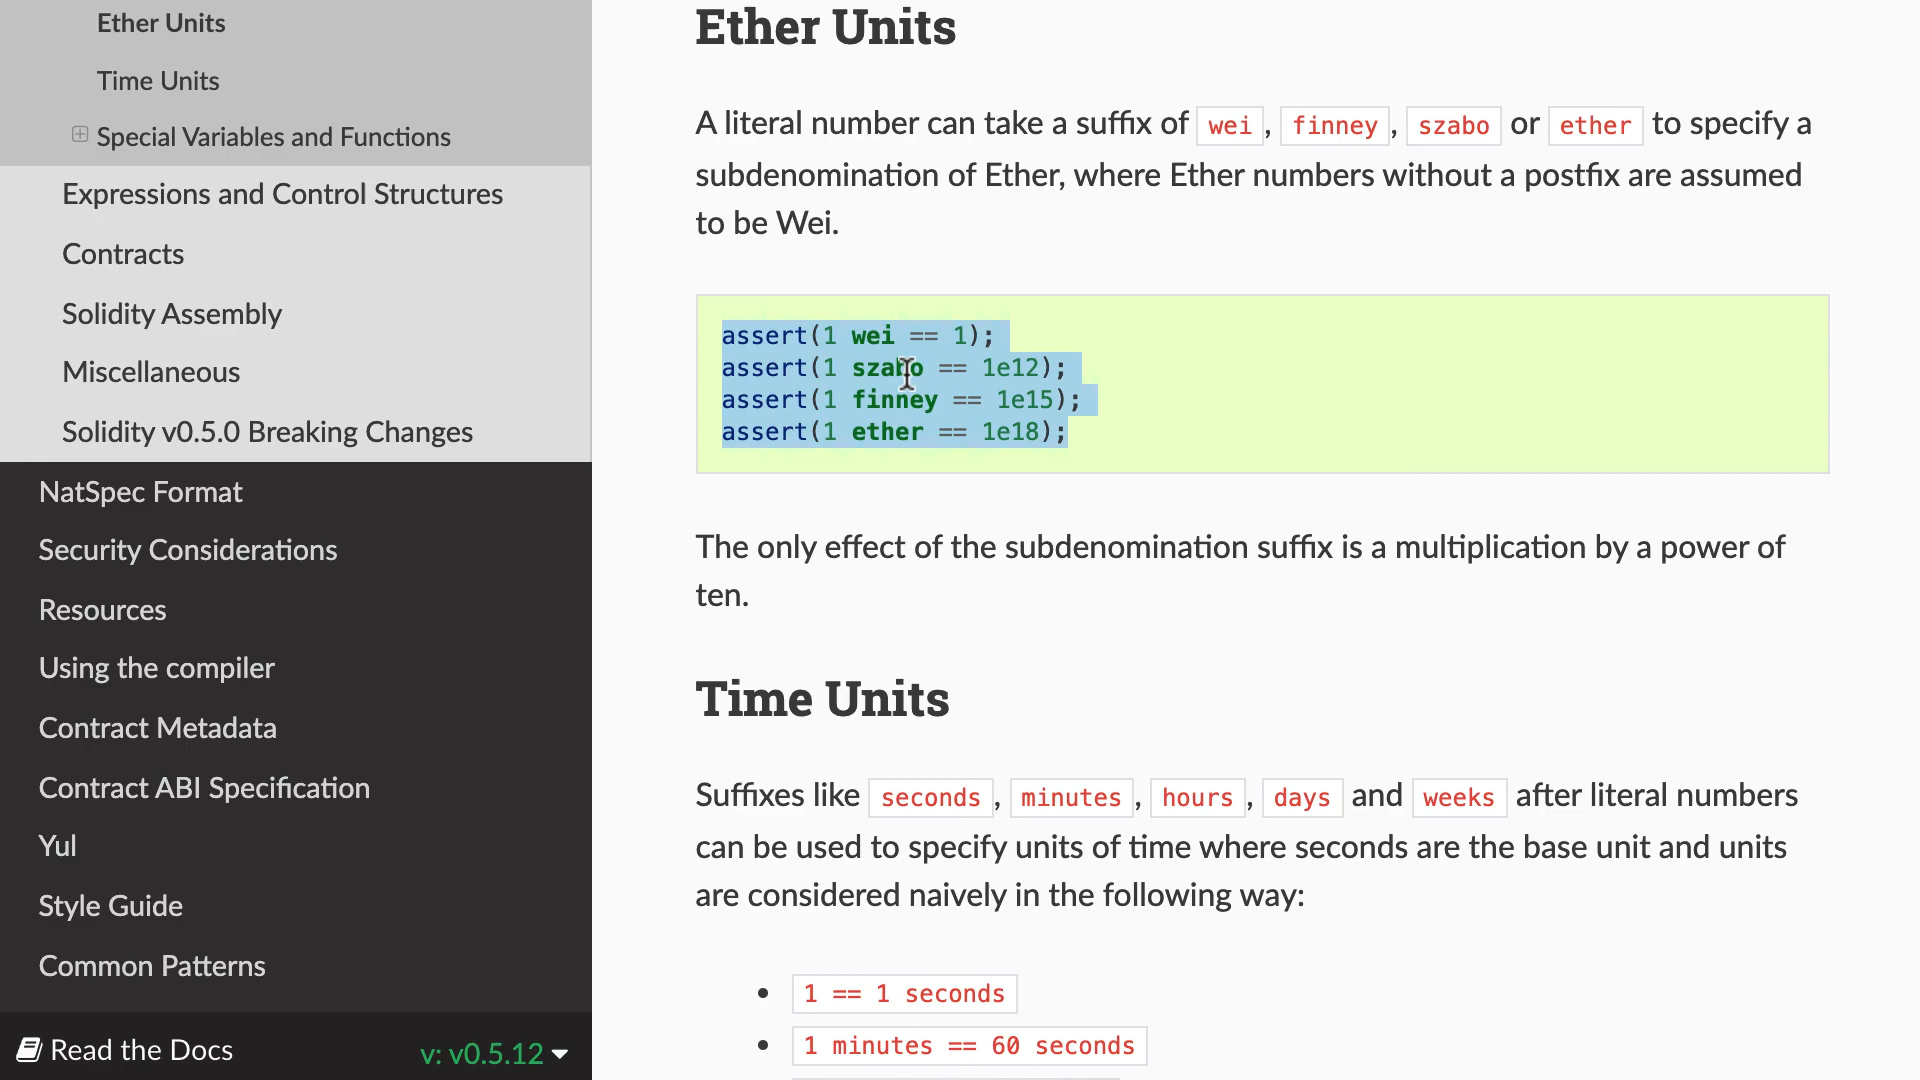 Ether Units
Time Units
Special Variables and Functions
Expressions and Control Structures
Contracts
Solidity Assembly
Miscellaneous
Solidity v0.5.0 Breaking Changes
NatSpec Format
Security Considerations
Resources
Using the compiler
Contract Metadata
Contract ABI Specification
Yul
Style Guide
Common Patterns
Read the Docs
v: v0.5.12
Ether Units
A literal number can take a suffix of wei, finney, szabo or ether to specify a
subdenomination of Ether, where Ether numbers without a postfix are assumed
to be Wei.
assert(1 wei == 1);
assert(1 szabo == 1e12);
assert(1 finney == 1e15);
assert(1 ether == 1e18);
The only effect of the subdenomination suffix is a multiplication by a power of
ten.
Time Units
Suffixes like seconds, minutes, hours, days and weeks after literal numbers
can be used to specify units of time where seconds are the base unit and units
are considered naively in the following way:
1 == 1 seconds
1 minutes == 60 seconds